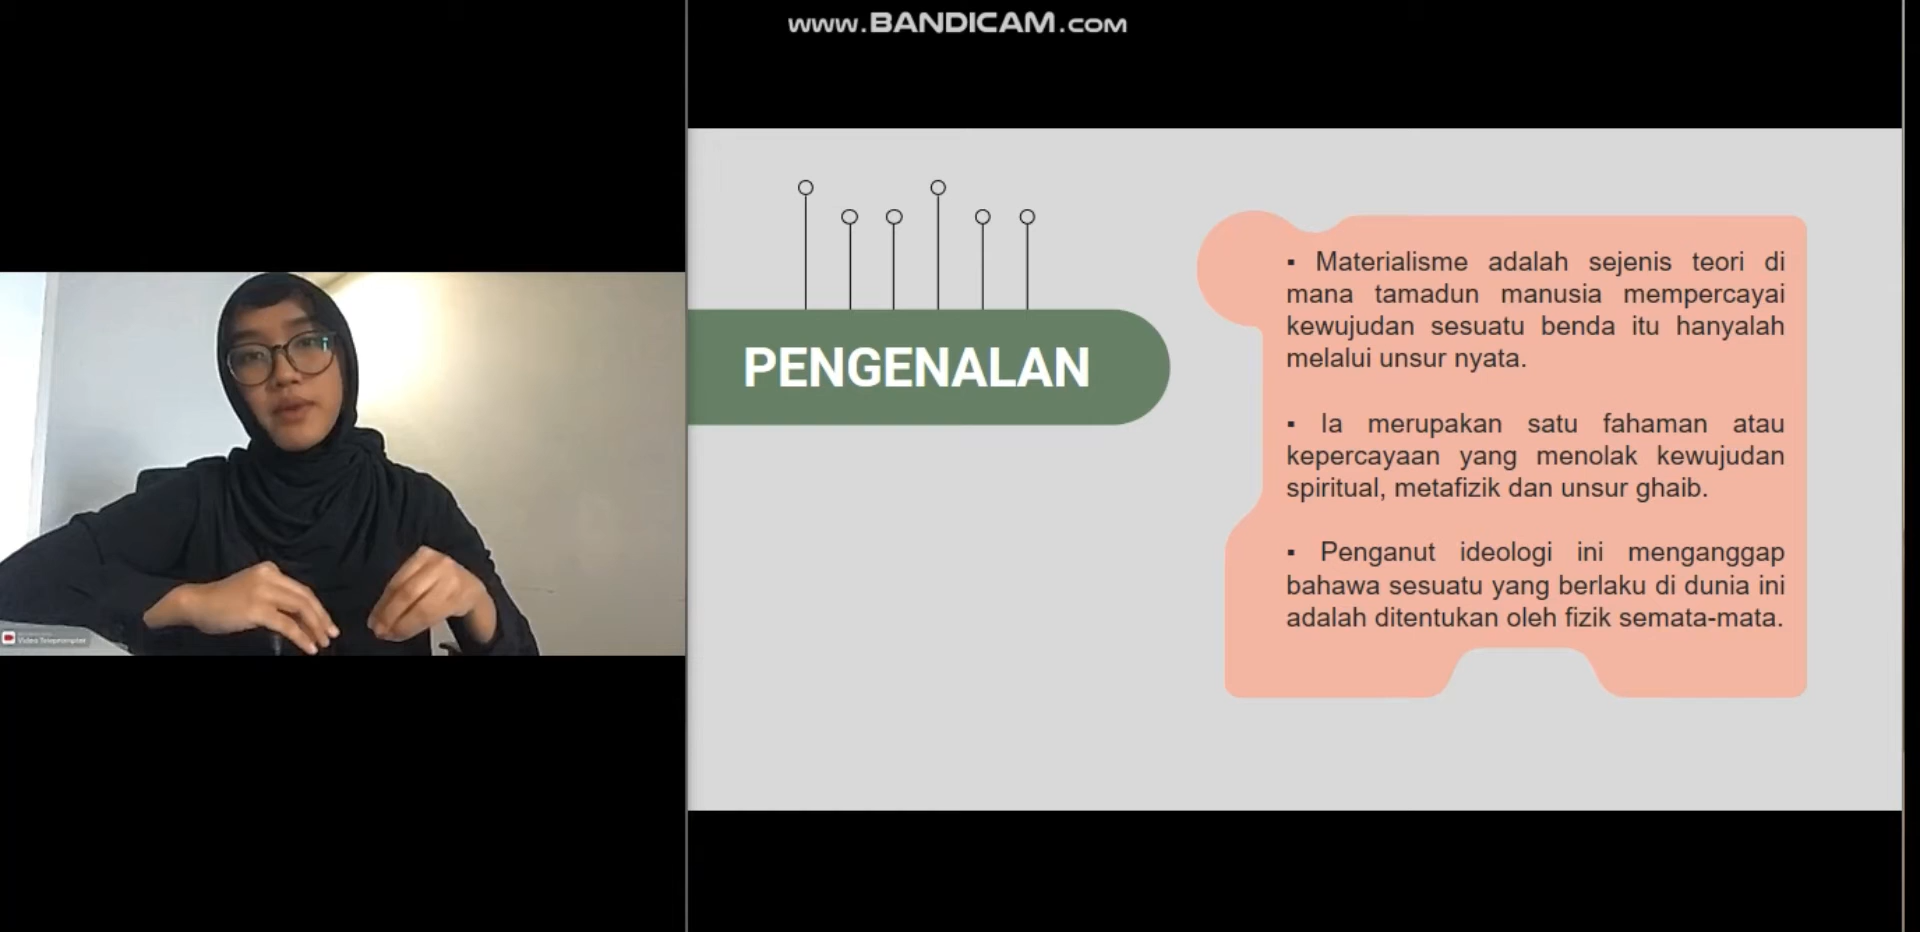 www.BANDICAM.com
PENGENALAN
▪ Materialisme adalah sejenis teori di
mana tamadun manusia mempercayai
kewujudan sesuatu benda itu hanyalah
melalui unsur nyata.
▪ Ia merupakan satu fahaman atau
kepercayaan yang menolak kewujudan
spiritual, metafizik dan unsur ghaib.
▪ Penganut ideologi ini menganggap
bahawa sesuatu yang berlaku di dunia ini
adalah ditentukan oleh fizik semata-mata.
Video Teleprompter